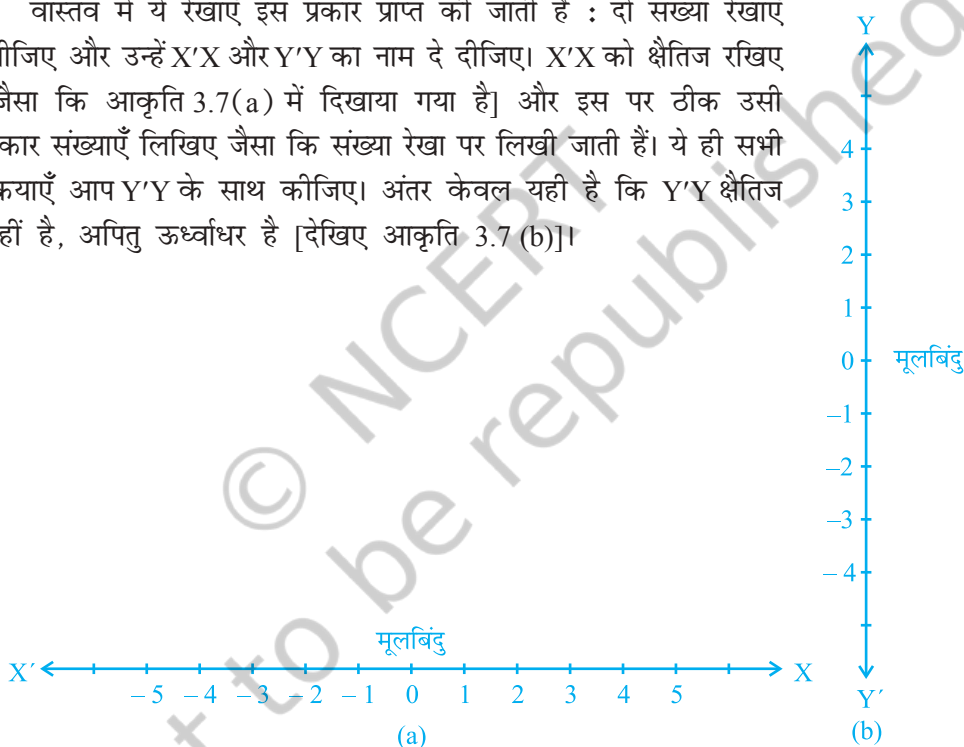 वास्तव में ये रेखाएँ इस प्रकार प्राप्त की जाती हैं : दो संख्या रेखाएँ
लीजिए और उन्हें X′X और Y′Y का नाम दे दीजिए। X′X को क्षैतिज रखिए
जैसा कि आकृति 3.7(a) में दिखाया गया है] और इस पर ठीक उसी
प्रकार संख्याएँ लिखिए जैसा कि संख्या रेखा पर लिखी जाती हैं। ये ही सभी
क्रियाएँ आप Y′Y के साथ कीजिए। अंतर केवल यही है कि Y′Y क्षैतिज
नहीं है, अपितु ऊर्ध्वाधर है [देखिए आकृति 3.7 (b)]।
Y
4
3
2
1
0 मूलबिंदु
–1
–2
–3
– 4
Y′
(b)
मूलबिंदु
X′ X
– 5 – 4 – 3 – 2 – 1 0 1 2 3 4 5
(a)
© NCERT
t to be republished